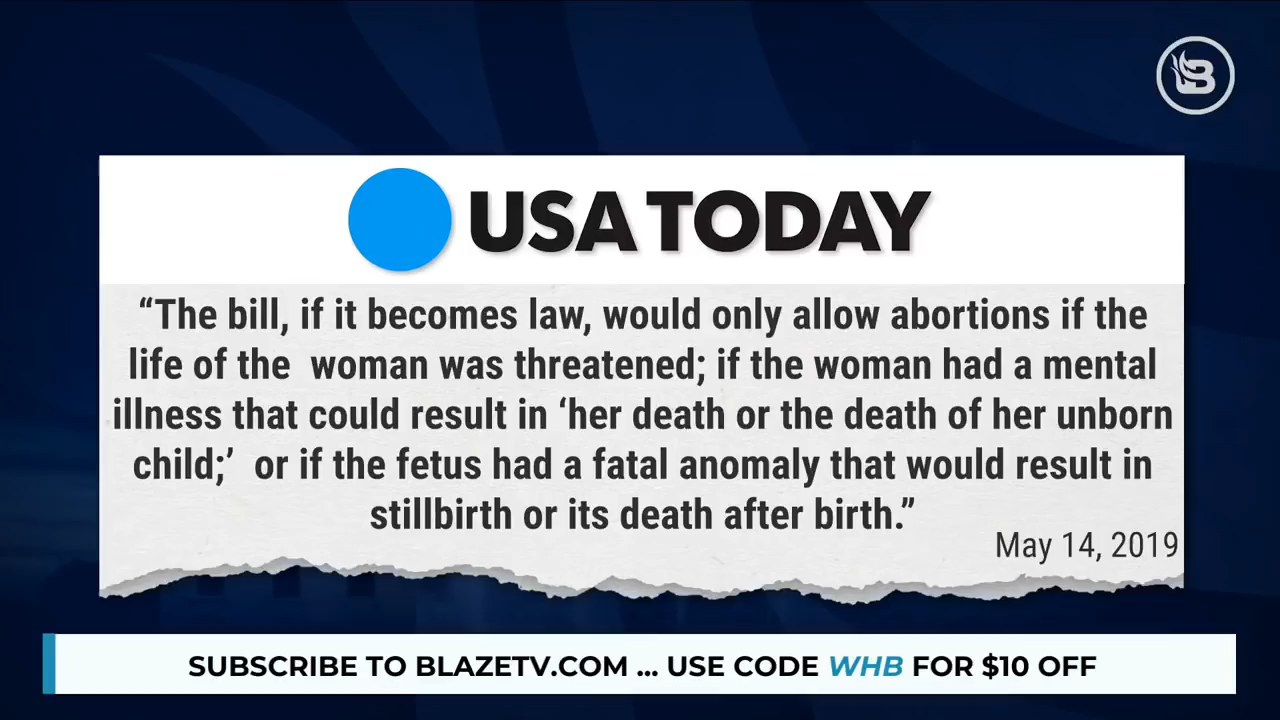 USA TODAY
“The bill, if it becomes law, would only allow abortions if the
life of the woman was threatened; if the woman had a mental
illness that could result in ‘her death or the death of her unborn
child;’ or if the fetus had a fatal anomaly that would result in
stillbirth or its death after birth.”
May 14, 2019
SUBSCRIBE TO BLAZETV.COM ... USE CODE WHB FOR $10 OFF